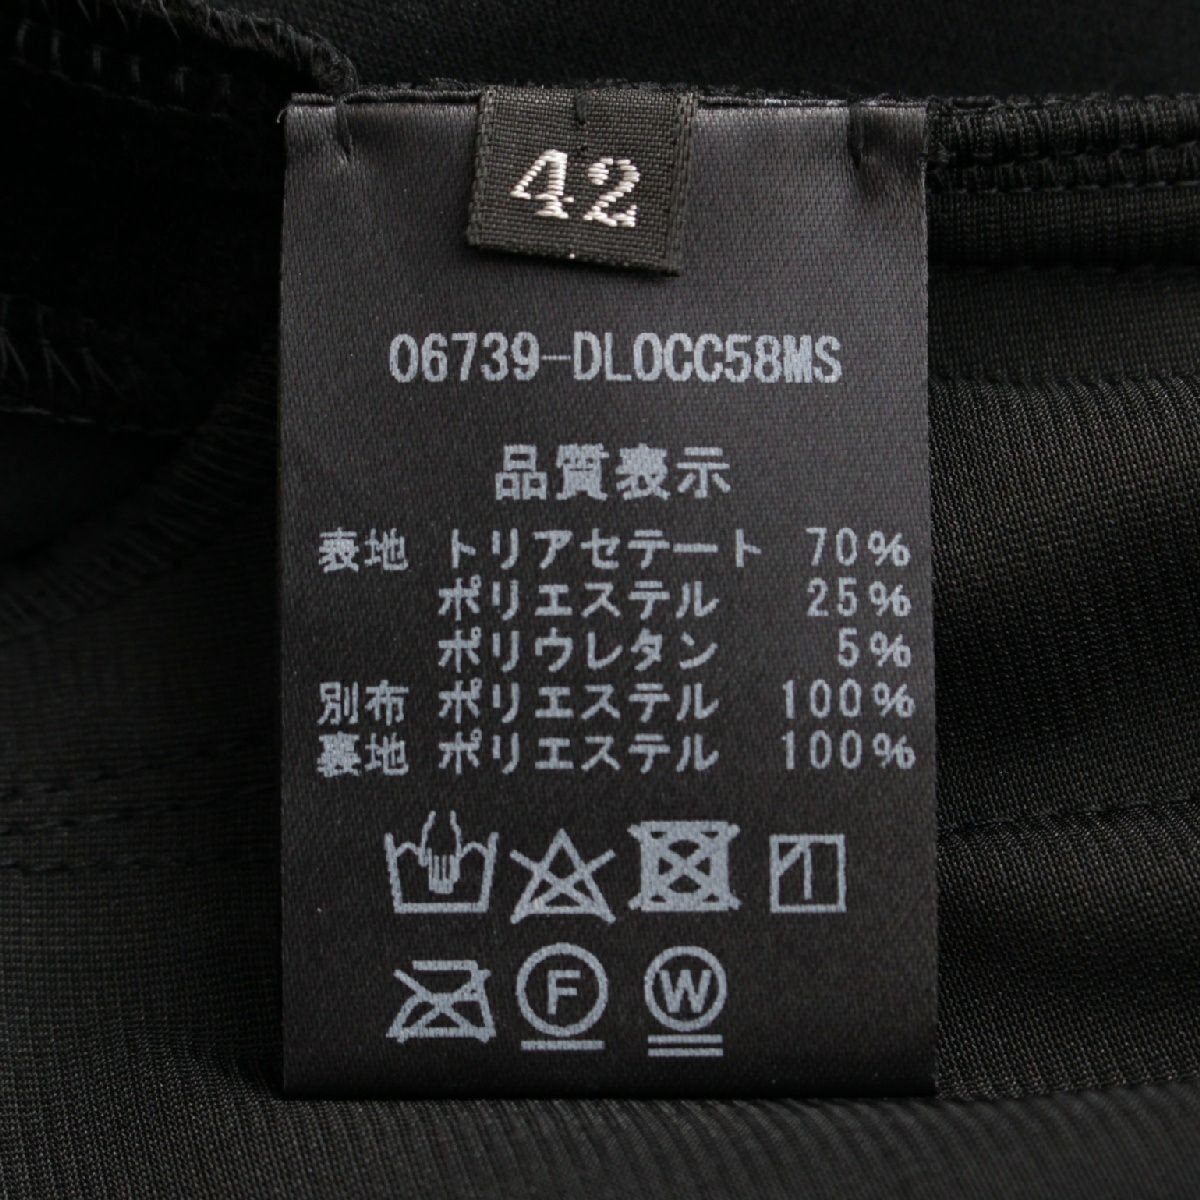 42
06739-DLOCC58MS
品質表示
表地 トリアセテート 70%
ポリエステル 25%
ポリウレタン 5%
別布 ポリエステル 100%
裏地 ポリエステル 100%
F W